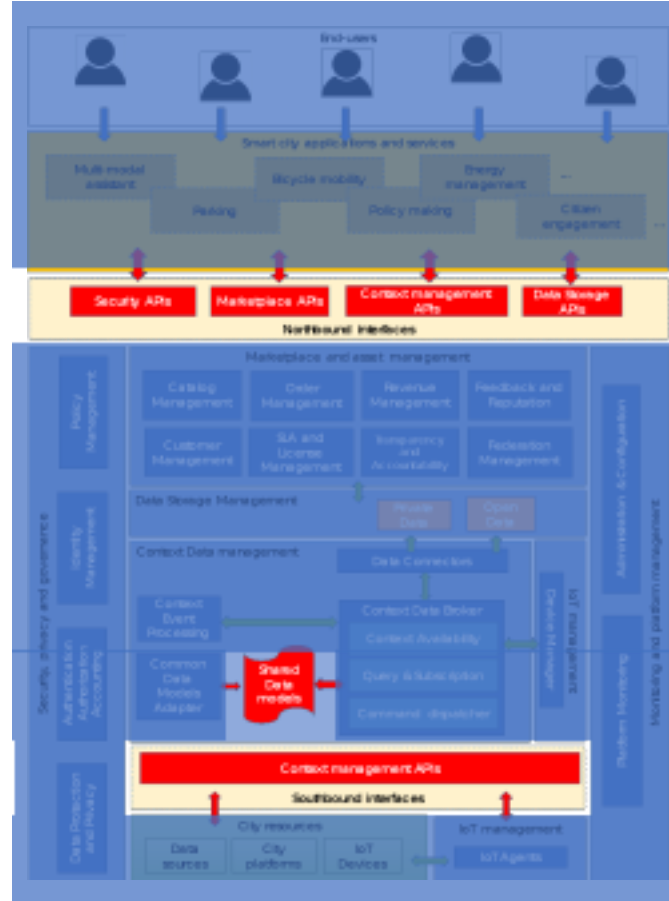 End-users
Smart city applications and services
Multi-modal
assistant
Parking
Bicycle mobility
Policy making
Energy
management
...
Citizen
engagement
...
Security APIs
Marketplace APIs
Context management
APIs
Data Storage
APIs
Northbound interfaces
Security, privacy and governance
Policy
Management
Identity
Management
Authentication
Authorisation
Accounting
Data Protection
and Privacy
Marketplace and asset management
Catalog
Management
Order
Management
Revenue
Management
Feedback and
Reputation
Customer
Management
SLA and
License
Management
Transparency
and
Accountability
Federation
Management
Data Storage Management
Private
Data
Open
Data
Context Data management
Data Connectors
Context
Event
Processing
Common
Data
Models
Adapter
Shared
Data
models
Context Data Broker
Context Availability
Query & Subscription
Command dispatcher
Device Manager
IoT management
Context management APIs
Southbound interfaces
City resources
Data
sources
City
platforms
IoT
Devices
IoT management
IoT Agents
Administration & Configuration
Platform Monitoring
Monitoring and platform management